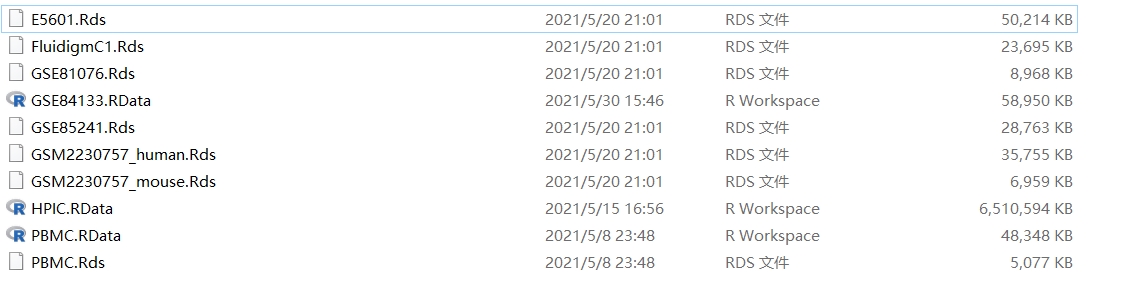 E5601.Rds 2021/5/20 21:01 RDS 文件 50,214 KB
FluidigmC1.Rds 2021/5/20 21:01 RDS 文件 23,695 KB
GSE81076.Rds 2021/5/20 21:01 RDS 文件 8,968 KB
GSE84133.RData 2021/5/30 15:46 R Workspace 58,950 KB
GSE85241.Rds 2021/5/20 21:01 RDS 文件 28,763 KB
GSM2230757_human.Rds 2021/5/20 21:01 RDS 文件 35,755 KB
GSM2230757_mouse.Rds 2021/5/20 21:01 RDS 文件 6,959 KB
HPIC.RData 2021/5/15 16:56 R Workspace 6,510,594 KB
PBMC.RData 2021/5/8 23:48 R Workspace 48,348 KB
PBMC.Rds 2021/5/8 23:48 RDS 文件 5,077 KB